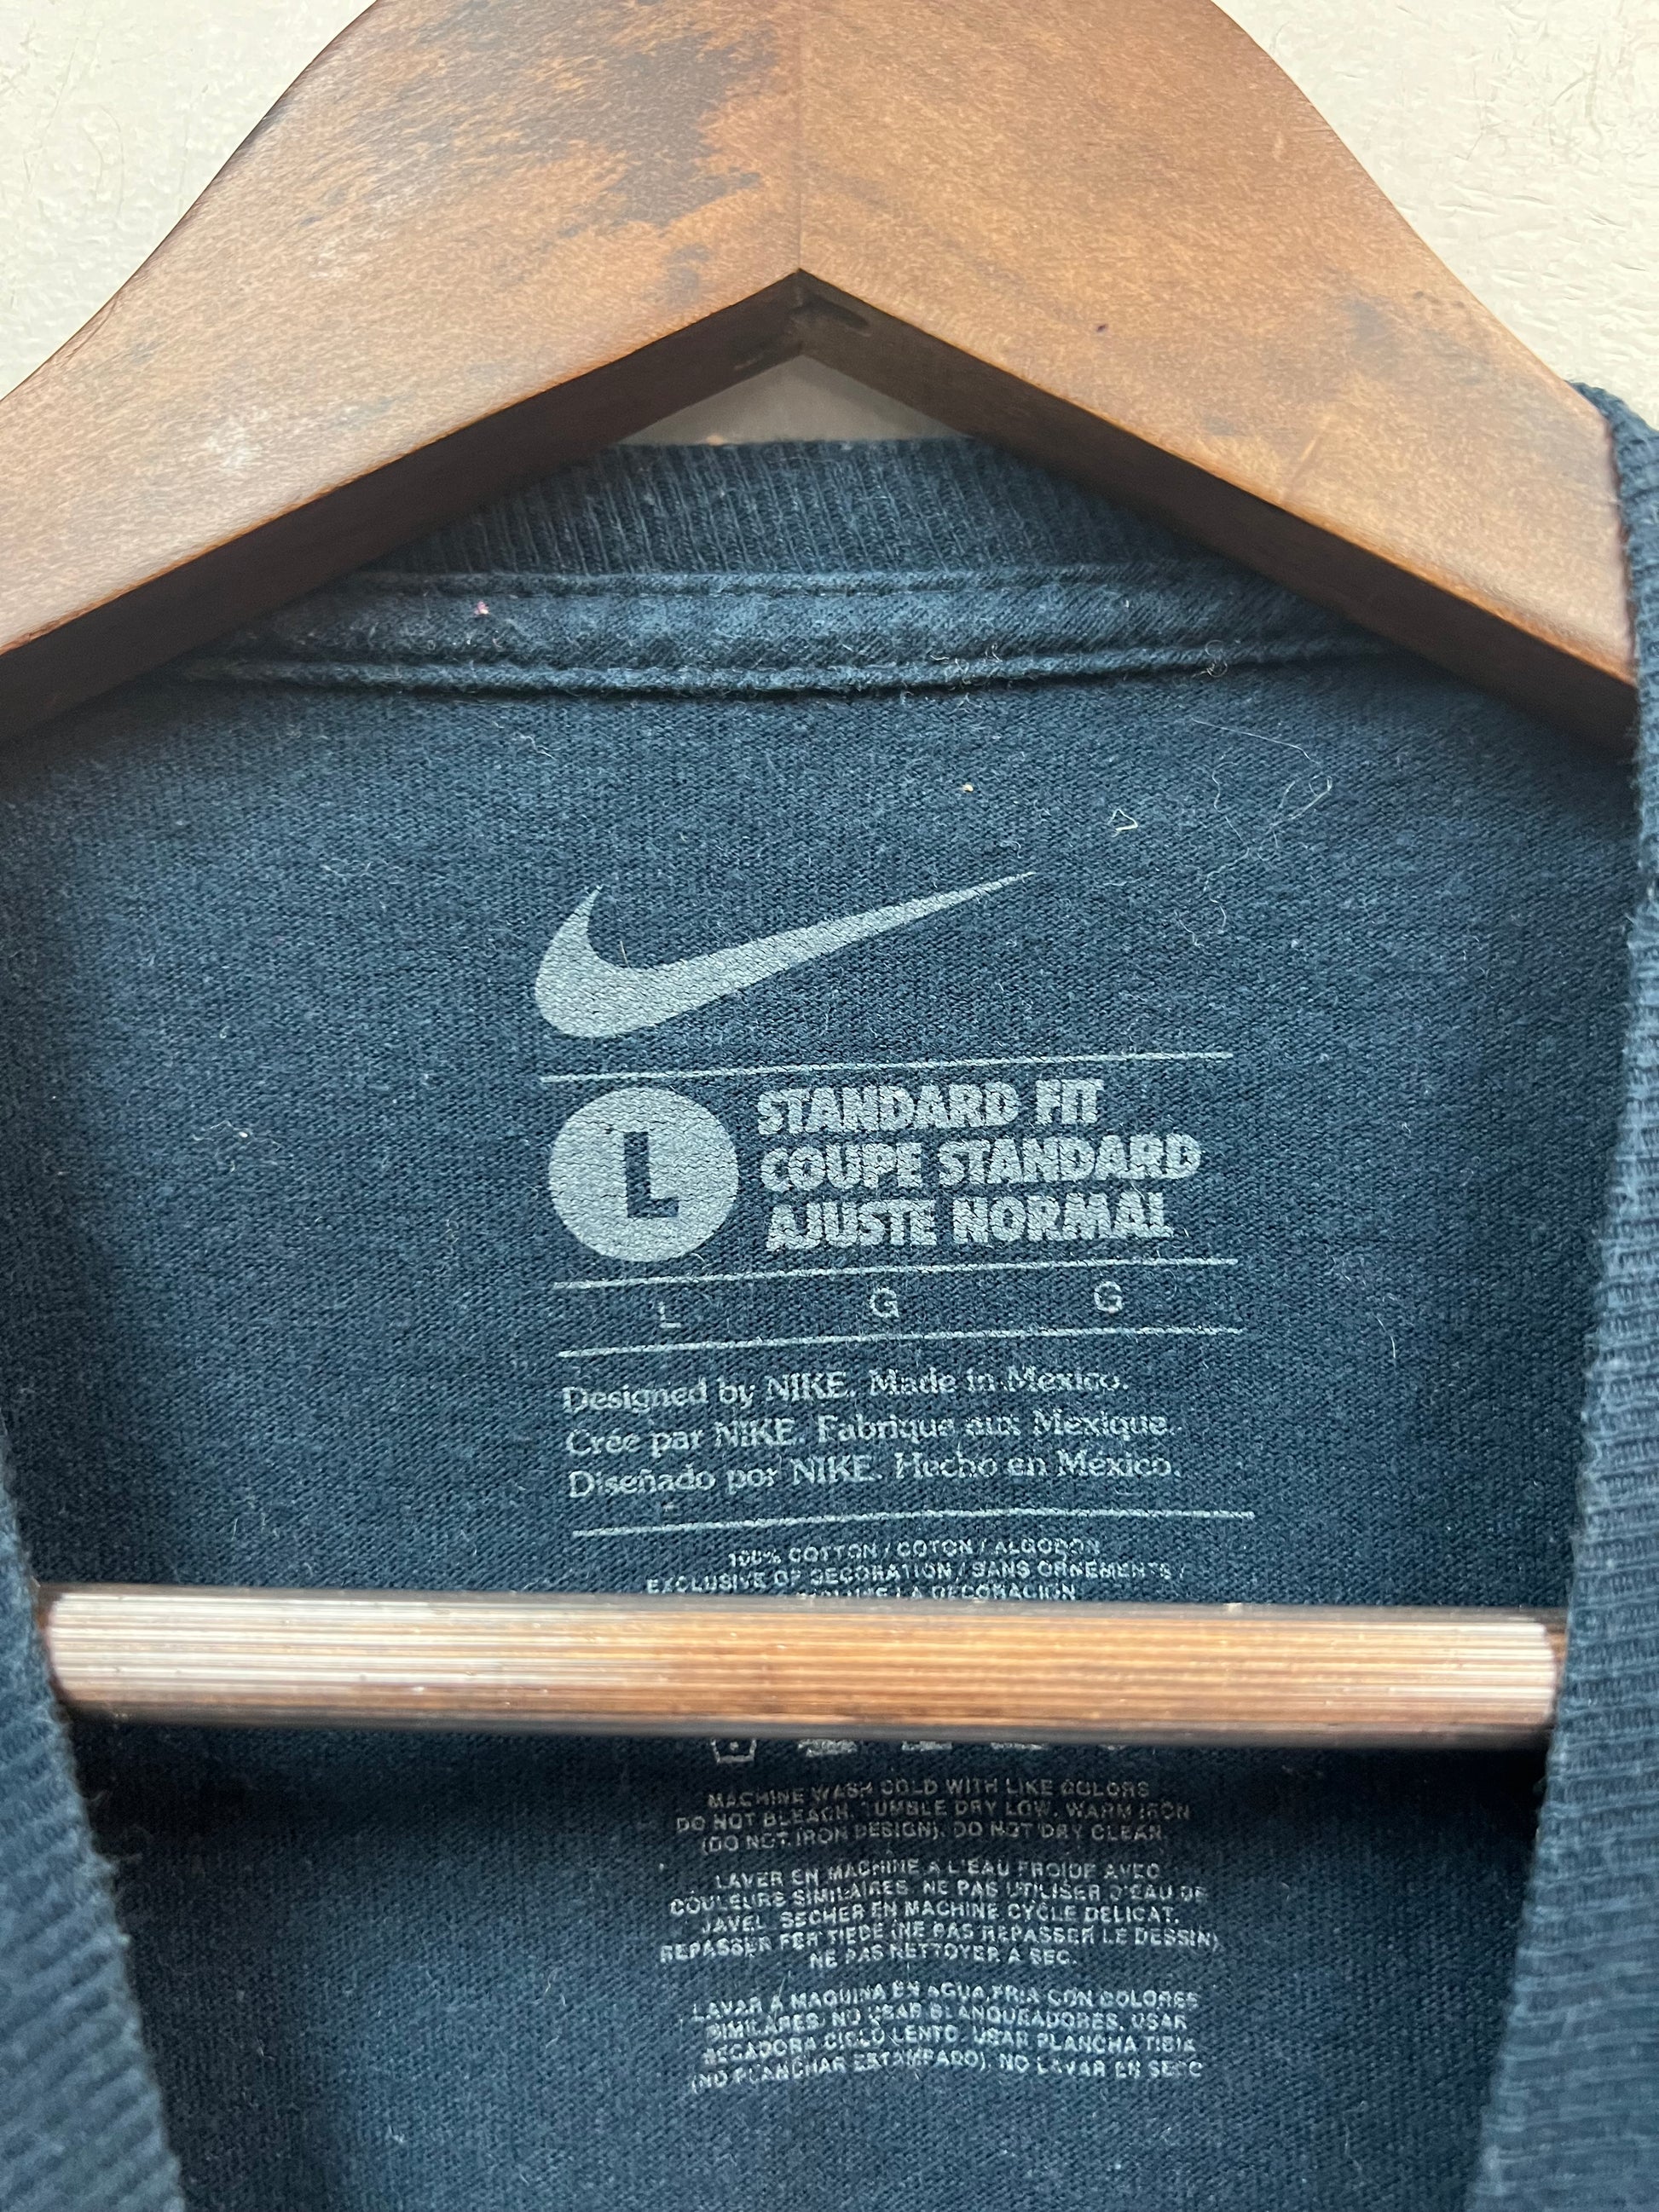 L STANDARD FIT
COUPE STANDARD
AJUSTE NORMAL
L G G
Designed by NIKE. Made in Mexico.
Crée par NIKE. Fabrique aux Mexique.
Diseñado por NIKE. Hecho en México.
100% COTTON / COTON / ALGODON
EXCLUSIVE OF DECORATION / SANS ORNEMENTS /
LA DECORACION
MACHINE WASH COLD WITH LIKE COLORS
DO NOT BLEACH. TUMBLE DRY LOW. WARM IRON
(DO NOT IRON DESIGN). DO NOT DRY CLEAN.
LAVER EN MACHINE A L'EAU FROIDE AVEC
COULEURS SIMILAIRES. NE PAS UTILISER D'EAU DE
JAVEL. SECHER EN MACHINE CYCLE DELICAT.
REPASSER FER TIEDE (NE PAS REPASSER LE DESSIN).
NE PAS NETTOYER A SEC.
LAVAR A MAQUINA EN AGUA FRIA CON COLORES
SIMILARES. NO USAR BLANQUEADORES. USAR
SECADORA CICLO LENTO. USAR PLANCHA TIBIA
(NO PLANCHAR ESTAMPADO). NO LAVAR EN SECO